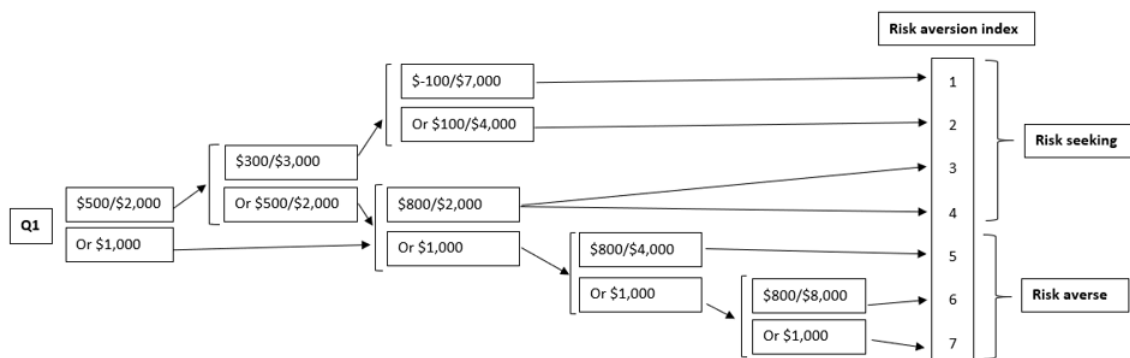 Risk aversion index
$-100/$7,000
1
Or $100/$4,000
2
Risk seeking
$300/$3,000
3
$500/$2,000
Or $500/$2,000
$800/$2,000
4
Q1
Or $1,000
Or $1,000
$800/$4,000
5
Or $1,000
$800/$8,000
6
Risk averse
Or $1,000
7